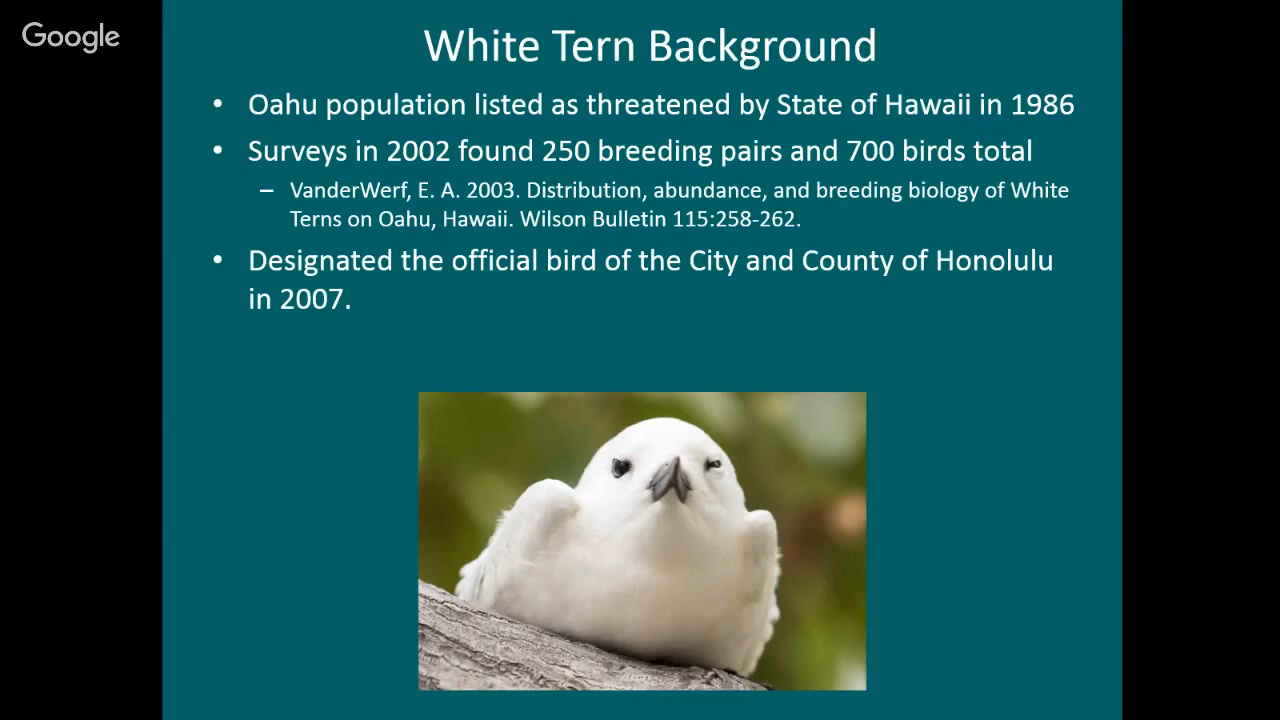 Google
White Tern Background
• Oahu population listed as threatened by State of Hawaii in 1986
• Surveys in 2002 found 250 breeding pairs and 700 birds total
– VanderWerf, E. A. 2003. Distribution, abundance, and breeding biology of White
Terns on Oahu, Hawaii. Wilson Bulletin 115:258-262.
• Designated the official bird of the City and County of Honolulu
in 2007.